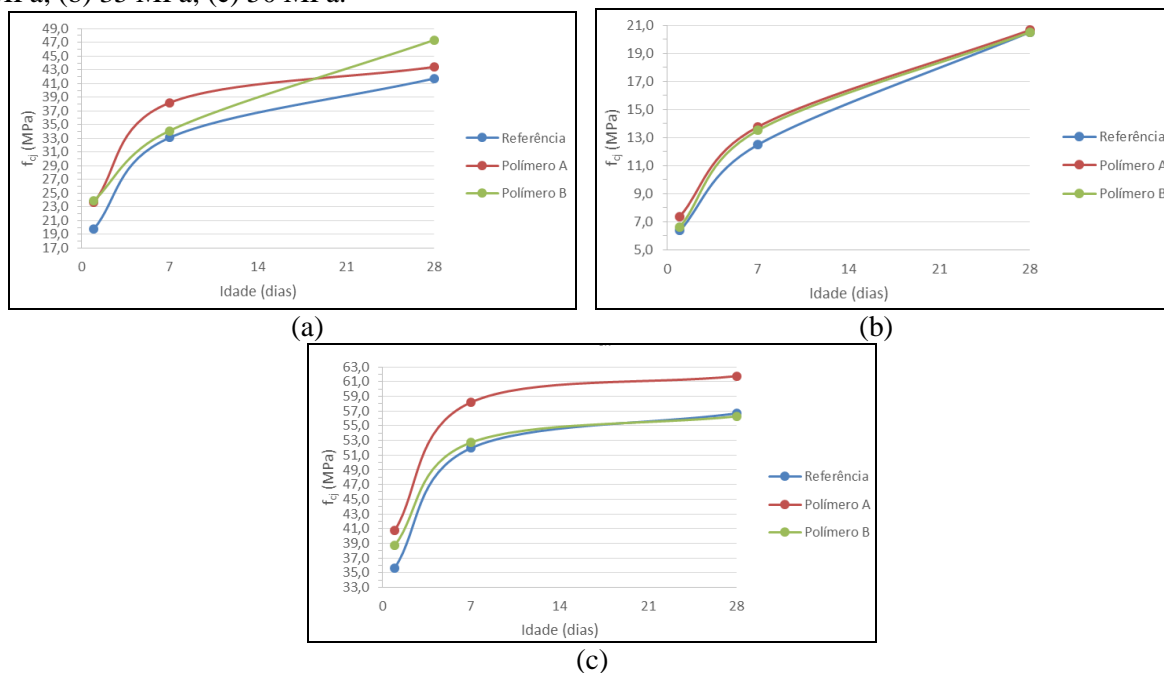 (b) 35 MPa, (c) 50 MPa.
49,0
47,0
45,0
43,0
41,0
39,0
37,0
35,0
33,0
31,0
29,0
27,0
25,0
23,0
21,0
19,0
17,0
f_cj (MPa)
0 7 14 21 28
Idade (dias)
Referência
Polímero A
Polímero B
(a)
21,0
19,0
17,0
15,0
13,0
11,0
9,0
7,0
5,0
f_cj (MPa)
0 7 14 21 28
Idade (dias)
Referência
Polímero A
Polímero B
(b)
63,0
61,0
59,0
57,0
55,0
53,0
51,0
49,0
47,0
45,0
43,0
41,0
39,0
37,0
35,0
33,0
f_cj (MPa)
0 7 14 21 28
Idade (dias)
Referência
Polímero A
Polímero B
(c)